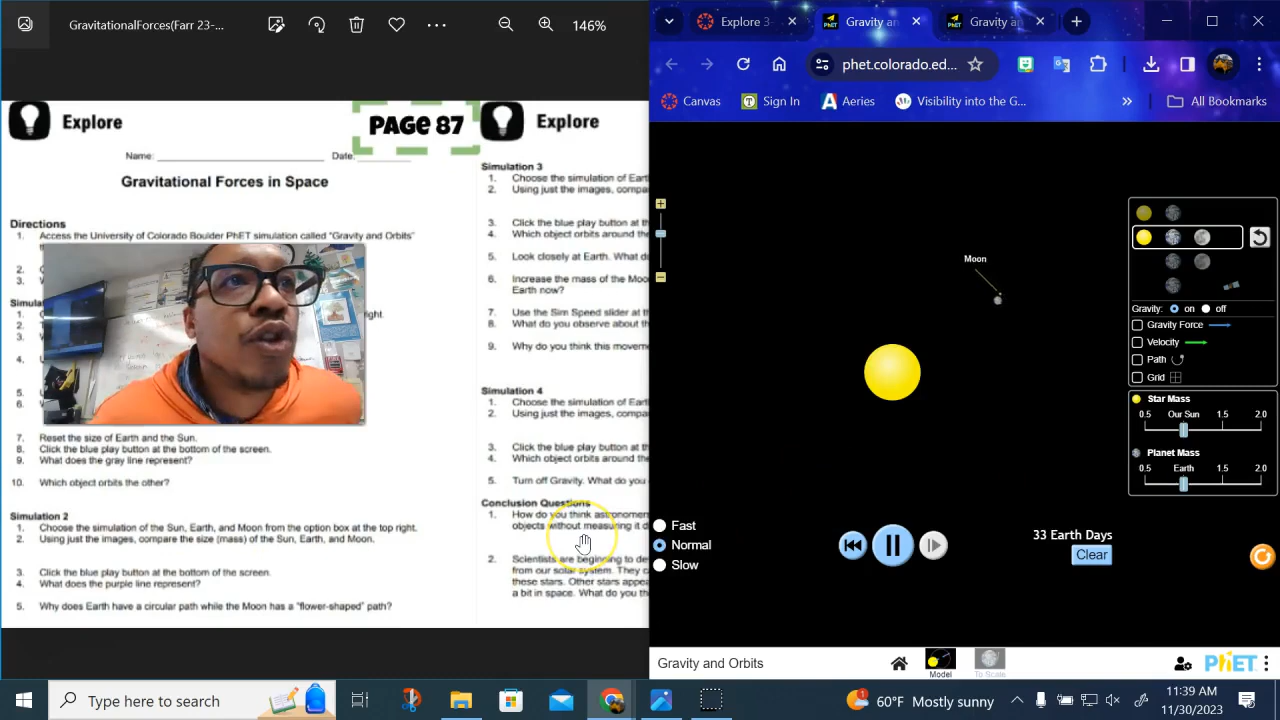 GravitationalForces(Farr 23-...
146%
Explore
PAGE 87
Name: Date:
Gravitational Forces in Space
Directions
1. Access the University of Colorado Boulder PhET simulation called "Gravity and Orbits"
2.
3.
1.
right.
2.
3.
4.
5.
6.
7. Reset the size of Earth and the Sun.
8. Click the blue play button at the bottom of the screen.
9. What does the gray line represent?
10. Which object orbits the other?
Simulation 2
1. Choose the simulation of the Sun, Earth, and Moon from the option box at the top right.
2. Using just the images, compare the size (mass) of the Sun, Earth, and Moon.
3. Click the blue play button at the bottom of the screen.
4. What does the purple line represent?
5. Why does Earth have a circular path while the Moon has a "flower-shaped" path?
Explore
Simulation 3
1. Choose the simulation of Eart
2. Using just the images, compa
3. Click the blue play button at t
4. Which object orbits around the
5. Look closely at Earth. What do
6. Increase the mass of the Moo
Earth now?
7. Use the Sim Speed slider at t
8. What do you observe about th
9. Why do you think this movem
Simulation 4
1. Choose the simulation of Eart
2. Using just the images, compa
3. Click the blue play button at t
4. Which object orbits around the
5. Turn off Gravity. What do you
Conclusion Questions
1. How do you think astronomer
objects without measuring it d
2. Scientists are beginning to de
from our solar system. They c
these stars. Other stars appea
a bit in space. What do you th
Explore 3
Gravity an
Gravity an
phet.colorado.ed...
Canvas
Sign In
Aeries
Visibility into the G...
All Bookmarks
Moon
Gravity: on off
Gravity Force
Velocity
Path
Grid
Star Mass
0.5 Our Sun 1.5 2.0
Planet Mass
0.5 Earth 1.5 2.0
Fast
Normal
Slow
33 Earth Days
Clear
Gravity and Orbits
Model
To Scale
PhET
Type here to search
1
60°F Mostly sunny
11:39 AM
11/30/2023